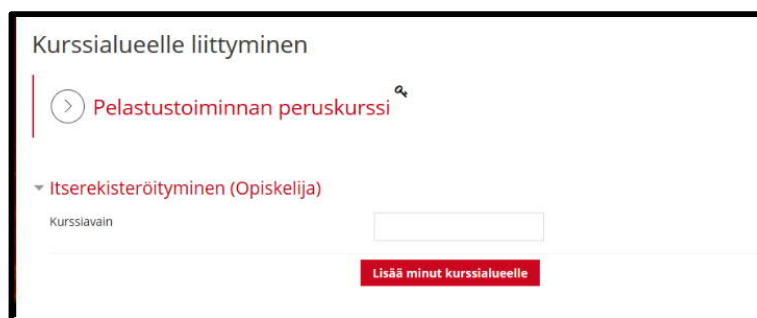 Kurssialueelle liittyminen
Pelastustoiminnan peruskurssi
Itserekisteröityminen (Opiskelija)
Kurssiavain
Lisää minut kurssialueelle